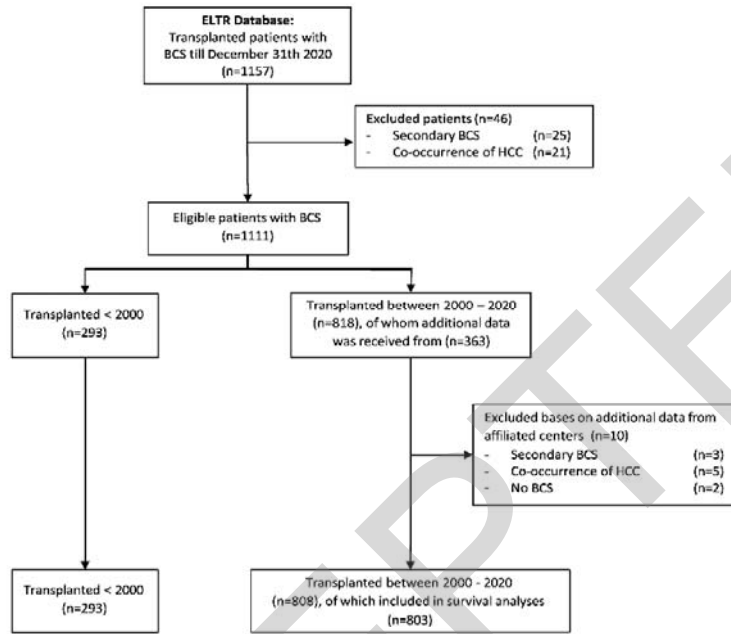 ELTR Database:
Transplanted patients with
BCS till December 31th 2020
(n=1157)
Excluded patients (n=46)
- Secondary BCS (n=25)
- Co-occurrence of HCC (n=21)
Eligible patients with BCS
(n=1111)
Transplanted < 2000
(n=293)
Transplanted between 2000 – 2020
(n=818), of whom additional data
was received from (n=363)
Excluded bases on additional data from
affiliated centers (n=10)
- Secondary BCS (n=3)
- Co-occurrence of HCC (n=5)
- No BCS (n=2)
Transplanted < 2000
(n=293)
Transplanted between 2000 - 2020
(n=808), of which included in survival analyses
(n=803)